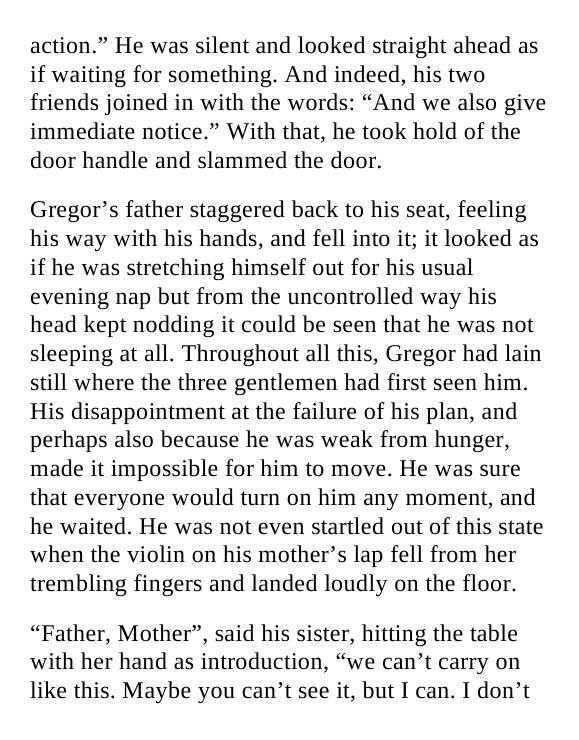 action.” He was silent and looked straight ahead as
if waiting for something. And indeed, his two
friends joined in with the words: “And we also give
immediate notice.” With that, he took hold of the
door handle and slammed the door.
Gregor’s father staggered back to his seat, feeling
his way with his hands, and fell into it; it looked as
if he was stretching himself out for his usual
evening nap but from the uncontrolled way his
head kept nodding it could be seen that he was not
sleeping at all. Throughout all this, Gregor had lain
still where the three gentlemen had first seen him.
His disappointment at the failure of his plan, and
perhaps also because he was weak from hunger,
made it impossible for him to move. He was sure
that everyone would turn on him any moment, and
he waited. He was not even startled out of this state
when the violin on his mother’s lap fell from her
trembling fingers and landed loudly on the floor.
“Father, Mother”, said his sister, hitting the table
with her hand as introduction, “we can’t carry on
like this. Maybe you can’t see it, but I can. I don’t